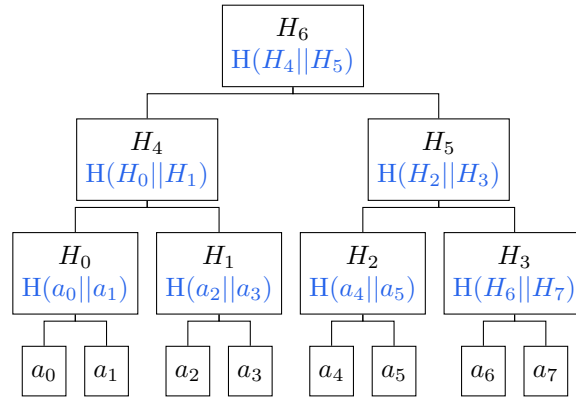 H₆
H(H₄||H₅)
H₄
H(H₀||H₁)
H₅
H(H₂||H₃)
H₀
H(a₀||a₁)
H₁
H(a₂||a₃)
H₂
H(a₄||a₅)
H₃
H(H₆||H₇)
a₀ a₁ a₂ a₃ a₄ a₅ a₆ a₇